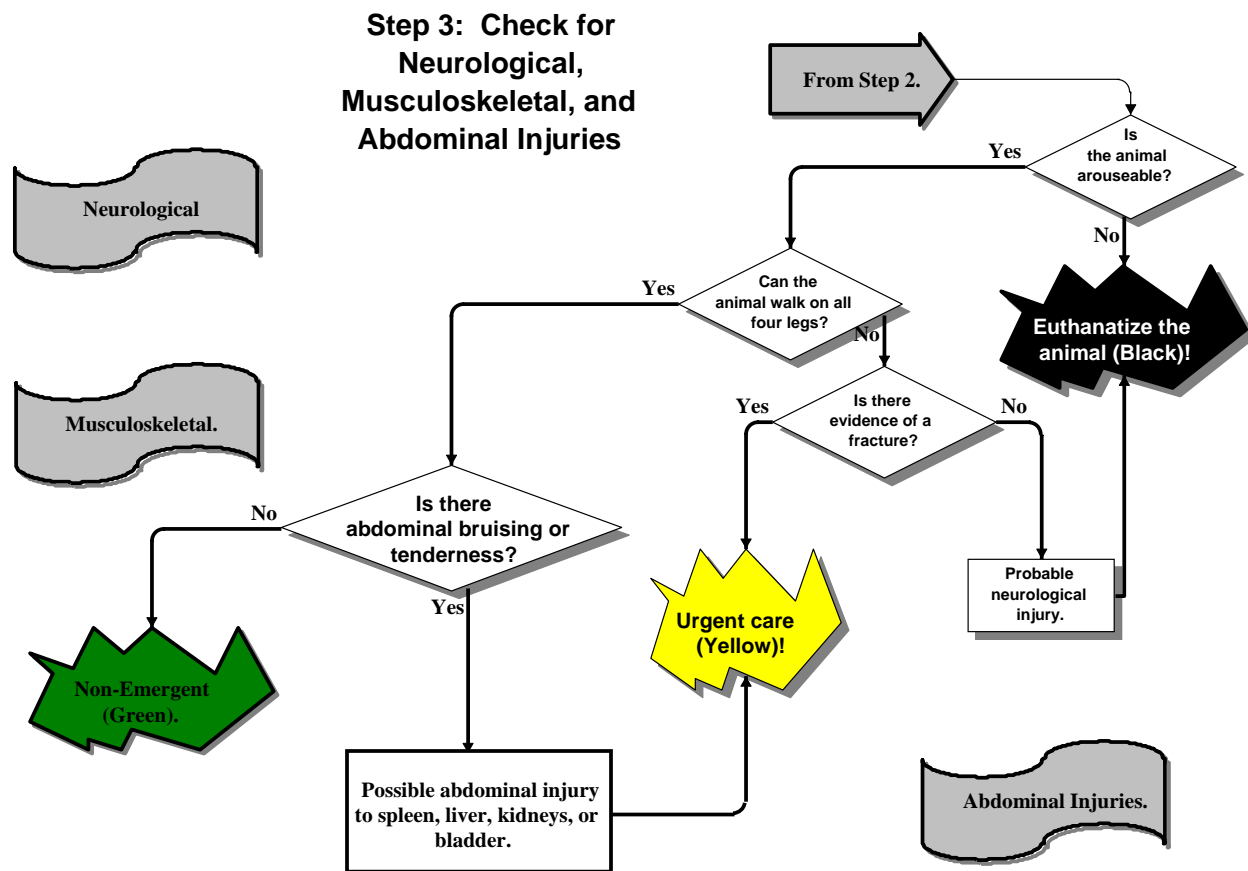 Step 3: Check for
Neurological,
Musculoskeletal, and
Abdominal Injuries
From Step 2.
Is
the animal
arouseable?
Yes
No
Neurological
Can the
animal walk on all
four legs?
Yes
No
Euthanatize the
animal (Black)!
Musculoskeletal.
Is there
evidence of a
fracture?
Yes
No
Is there
abdominal bruising or
tenderness?
No
Yes
Probable
neurological
injury.
Urgent care
(Yellow)!
Non-Emergent
(Green).
Possible abdominal injury
to spleen, liver, kidneys, or
bladder.
Abdominal Injuries.